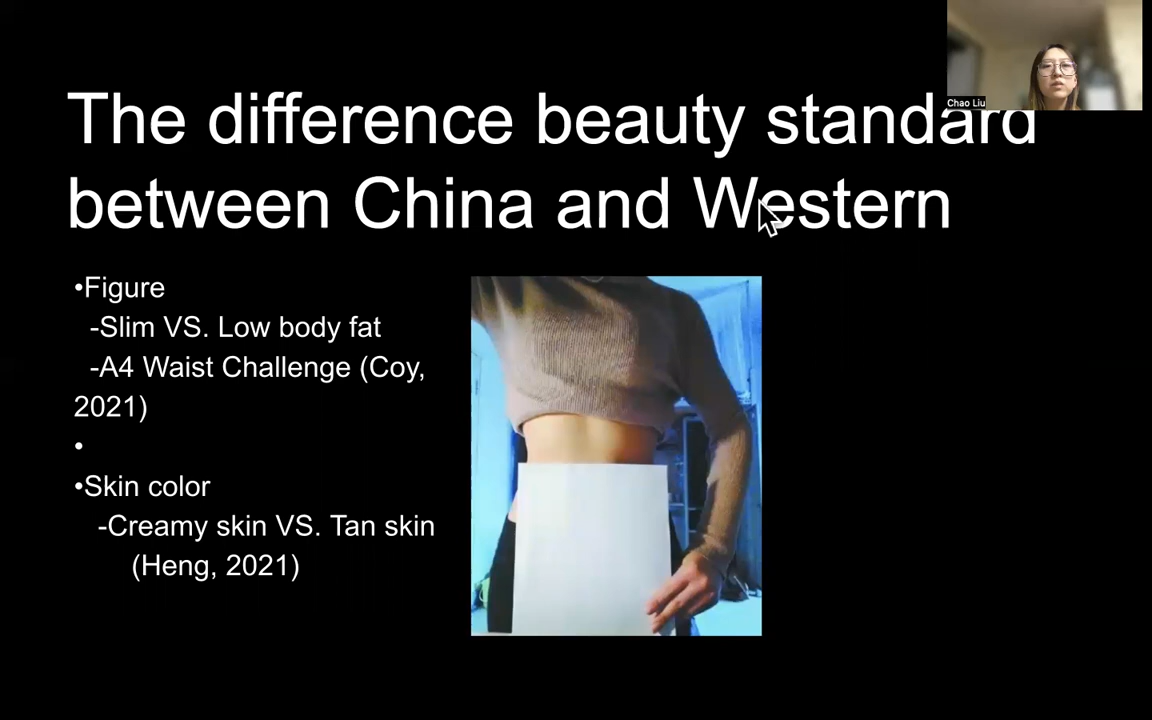 Chao Liu
The difference beauty standard
between China and Western
•Figure
-Slim VS. Low body fat
-A4 Waist Challenge (Coy,
2021)
•
•Skin color
-Creamy skin VS. Tan skin
(Heng, 2021)